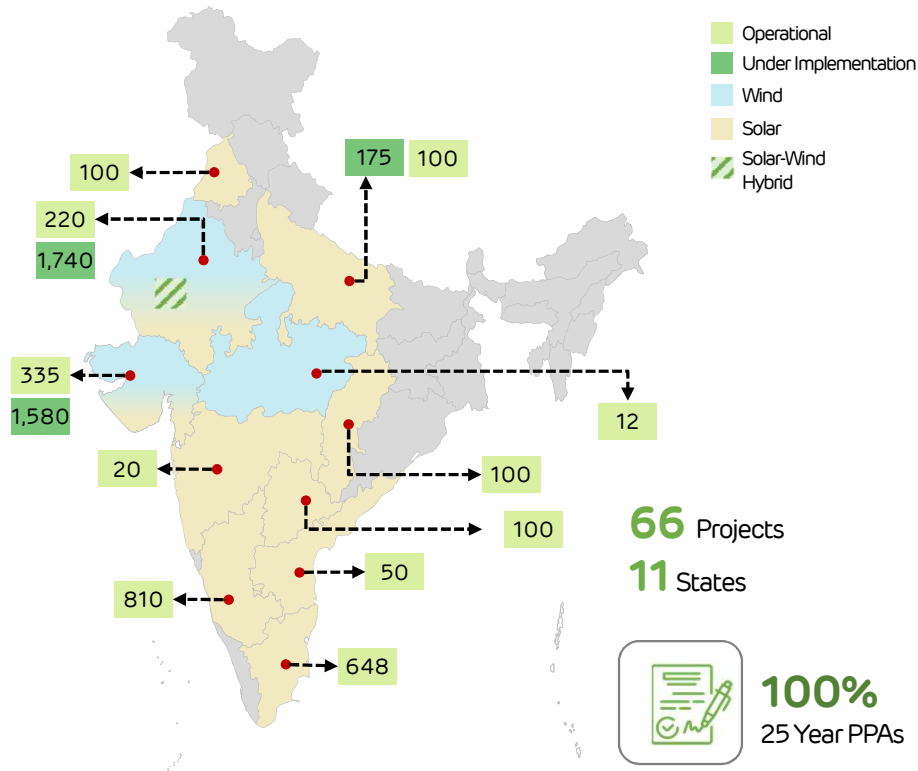 Operational
Under Implementation
Wind
Solar
Solar-Wind
Hybrid
175 100
100
220
1,740
335
1,580
12
20
100
100
50
810
648
66 Projects
11 States
100%
25 Year PPAs